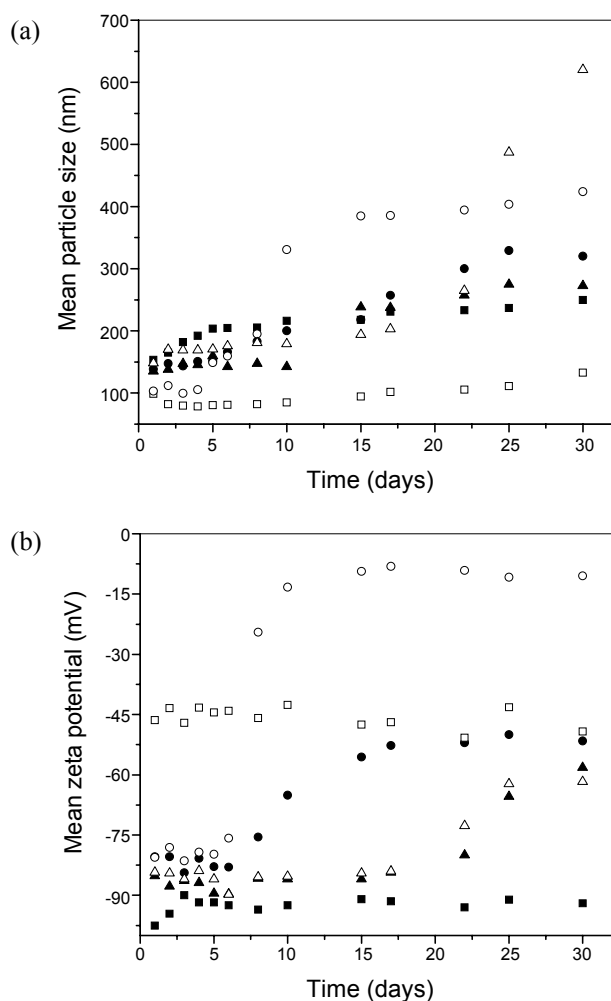 (a)
700
600
500
400
300
200
100
0 5 10 15 20 25 30
Mean particle size (nm)
Time (days)
(b)
0
-15
-30
-45
-60
-75
-90
0 5 10 15 20 25 30
Mean zeta potential (mV)
Time (days)